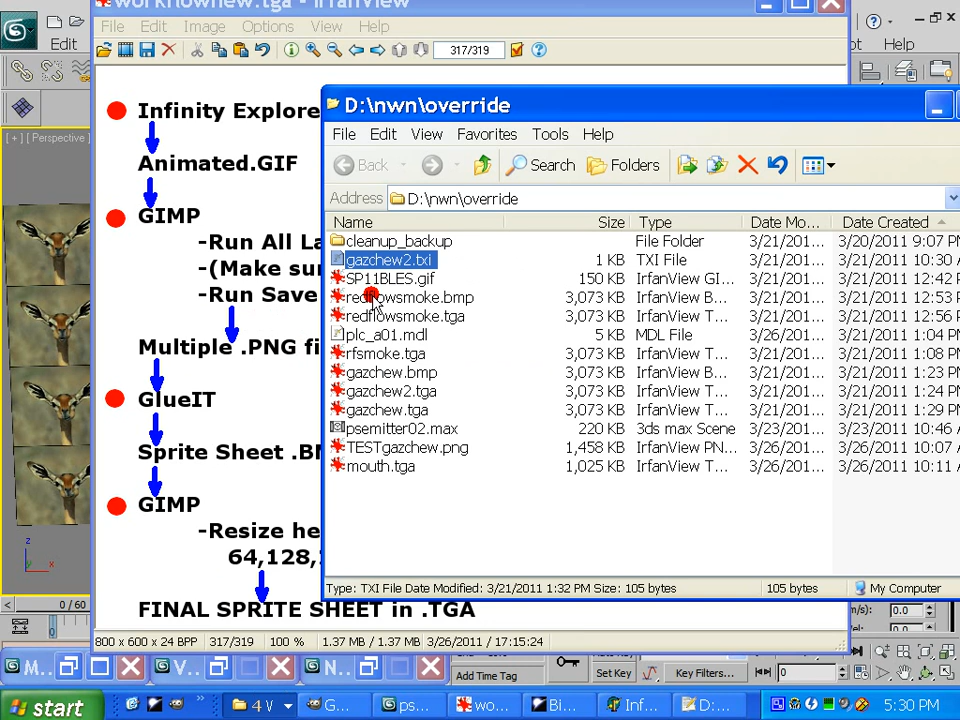 workflownew.tga - IrfanView
File Edit Image Options View Help
Edit
Help
317/319
[ + ] [ Perspective
Infinity Explore
Animated.GIF
GIMP
-Run All La
-(Make sur
-Run Save
Multiple .PNG fi
GlueIT
Sprite Sheet .BM
GIMP
-Resize he
64,128,
FINAL SPRITE SHEET in .TGA
800 x 600 x 24 BPP 317/319 100 % 1.37 MB / 1.37 MB 3/26/2011 / 17:15:24
D:\nwn\override
File Edit View Favorites Tools Help
Back Search Folders
Address D:\nwn\override
Name Size Type Date Mo... Date Created
cleanup_backup File Folder 3/21/201... 3/20/2011 9:07 P
gazchew2.txi 1 KB TXI File 3/21/201... 3/21/2011 10:30
SP11BLES.gif 150 KB IrfanView GI... 3/21/201... 3/21/2011 12:42
redflowsmoke.bmp 3,073 KB IrfanView B... 3/21/201... 3/21/2011 12:53
redflowsmoke.tga 3,073 KB IrfanView T... 3/21/201... 3/21/2011 12:56
plc_a01.mdl 5 KB MDL File 3/26/201... 3/21/2011 1:04 P
rfsmoke.tga 3,073 KB IrfanView T... 3/21/201... 3/21/2011 1:08 P
gazchew.bmp 3,073 KB IrfanView B... 3/21/201... 3/21/2011 1:23 P
gazchew2.tga 3,073 KB IrfanView T... 3/21/201... 3/21/2011 1:24 P
gazchew.tga 3,073 KB IrfanView T... 3/21/201... 3/21/2011 1:29 P
psemitter02.max 220 KB 3ds max Scene 3/26/201... 3/23/2011 10:46
TESTgazchew.png 1,458 KB IrfanView PN... 3/26/201... 3/26/2011 10:07
mouth.tga 1,025 KB IrfanView T... 3/26/201... 3/26/2011 10:11
Type: TXI File Date Modified: 3/21/2011 1:32 PM Size: 105 bytes 105 bytes My Computer
0 / 60
0.0
M... V... N...
Add Time Tag
Set Key Key Filters... 0
start 4 V G... ps... wo... Bi... Inf... D:... 5:30 PM